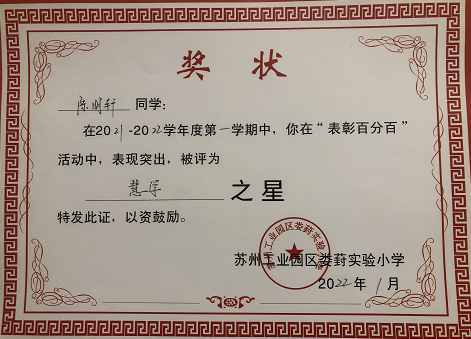 奖状
陈明轩 同学：
在2021-2022学年度第一学期中，你在“表彰百分百”
活动中，表现突出，被评为
慧学 之星
特发此证，以资鼓励。
苏州工业园区娄葑实验小学
2022年1月